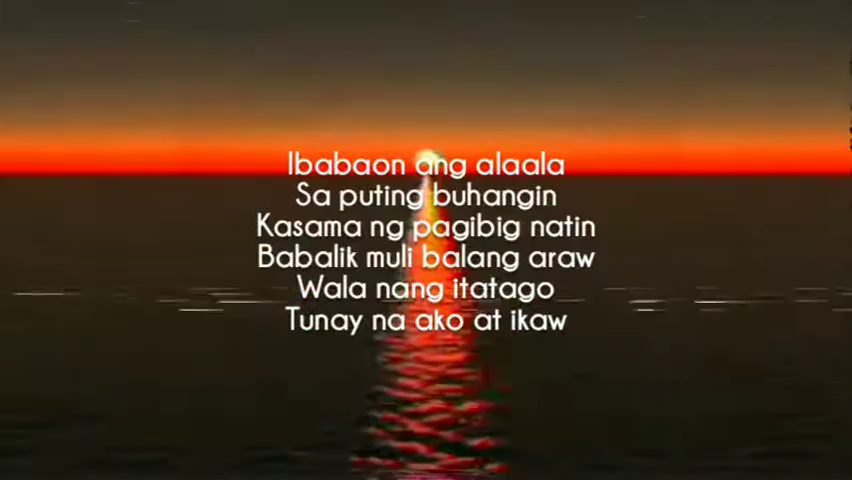 Ibabaon ang alaala
Sa puting buhangin
Kasama ng pagibig natin
Babalik muli balang araw
Wala nang itatago
Tunay na ako at ikaw